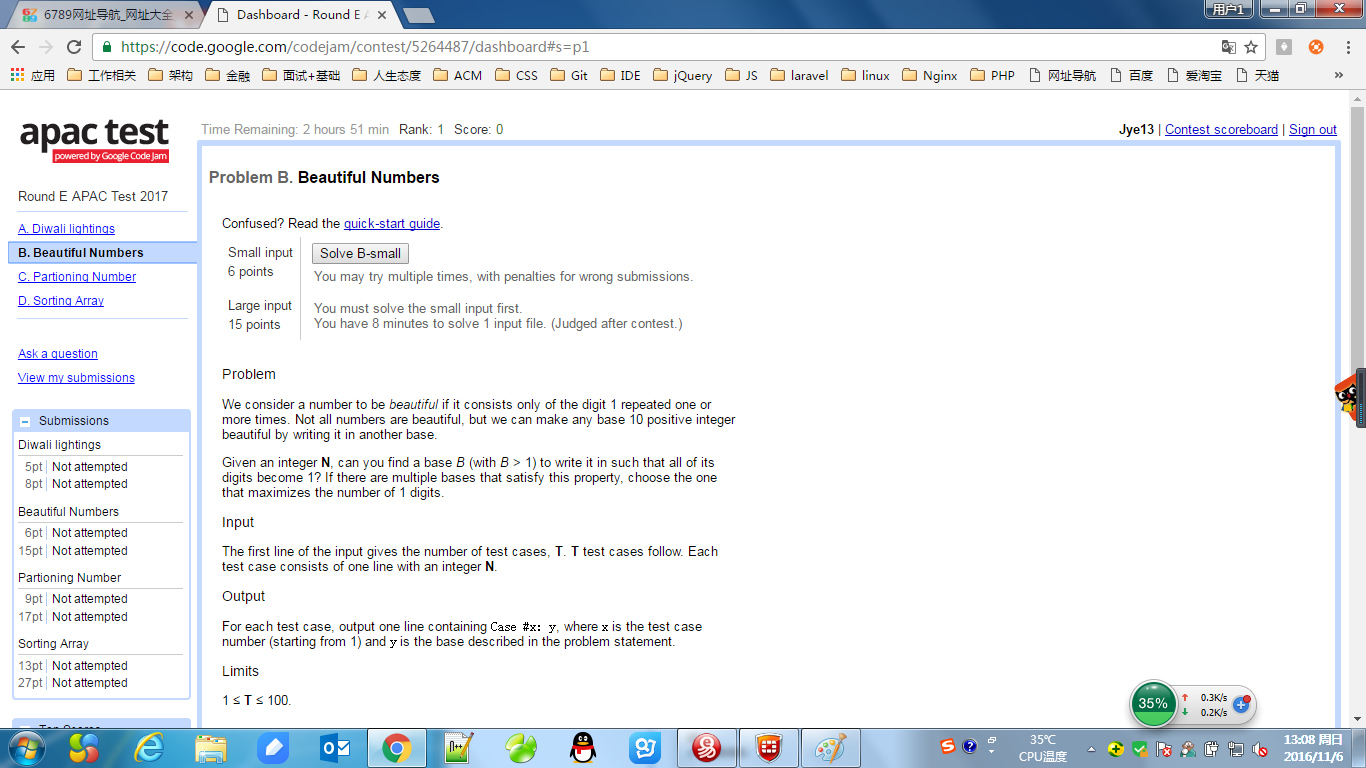 6789网址导航_网址大全
Dashboard - Round E A
用户1
https://code.google.com/codejam/contest/5264487/dashboard#s=p1
应用 工作相关 架构 金融 面试+基础 人生态度 ACM CSS Git IDE jQuery JS laravel linux Nginx PHP 网址导航 百度 爱淘宝 天猫 »
apac test
powered by Google Code Jam
Time Remaining: 2 hours 51 min Rank: 1 Score: 0
Jye13 | Contest scoreboard | Sign out
Round E APAC Test 2017
A. Diwali lightings
B. Beautiful Numbers
C. Partioning Number
D. Sorting Array
Ask a question
View my submissions
Submissions
Diwali lightings
5pt Not attempted
8pt Not attempted
Beautiful Numbers
6pt Not attempted
15pt Not attempted
Partioning Number
9pt Not attempted
17pt Not attempted
Sorting Array
13pt Not attempted
27pt Not attempted
Top Scores
Problem B. Beautiful Numbers
Confused? Read the quick-start guide.
Small input
6 points
Solve B-small
You may try multiple times, with penalties for wrong submissions.
Large input
15 points
You must solve the small input first.
You have 8 minutes to solve 1 input file. (Judged after contest.)
Problem
We consider a number to be beautiful if it consists only of the digit 1 repeated one or
more times. Not all numbers are beautiful, but we can make any base 10 positive integer
beautiful by writing it in another base.
Given an integer N, can you find a base B (with B > 1) to write it in such that all of its
digits become 1? If there are multiple bases that satisfy this property, choose the one
that maximizes the number of 1 digits.
Input
The first line of the input gives the number of test cases, T. T test cases follow. Each
test case consists of one line with an integer N.
Output
For each test case, output one line containing Case #x: y, where x is the test case
number (starting from 1) and y is the base described in the problem statement.
Limits
1 ≤ T ≤ 100.
35%
0.3K/s
0.2K/s
35℃
CPU温度
13:08 周日
2016/11/6